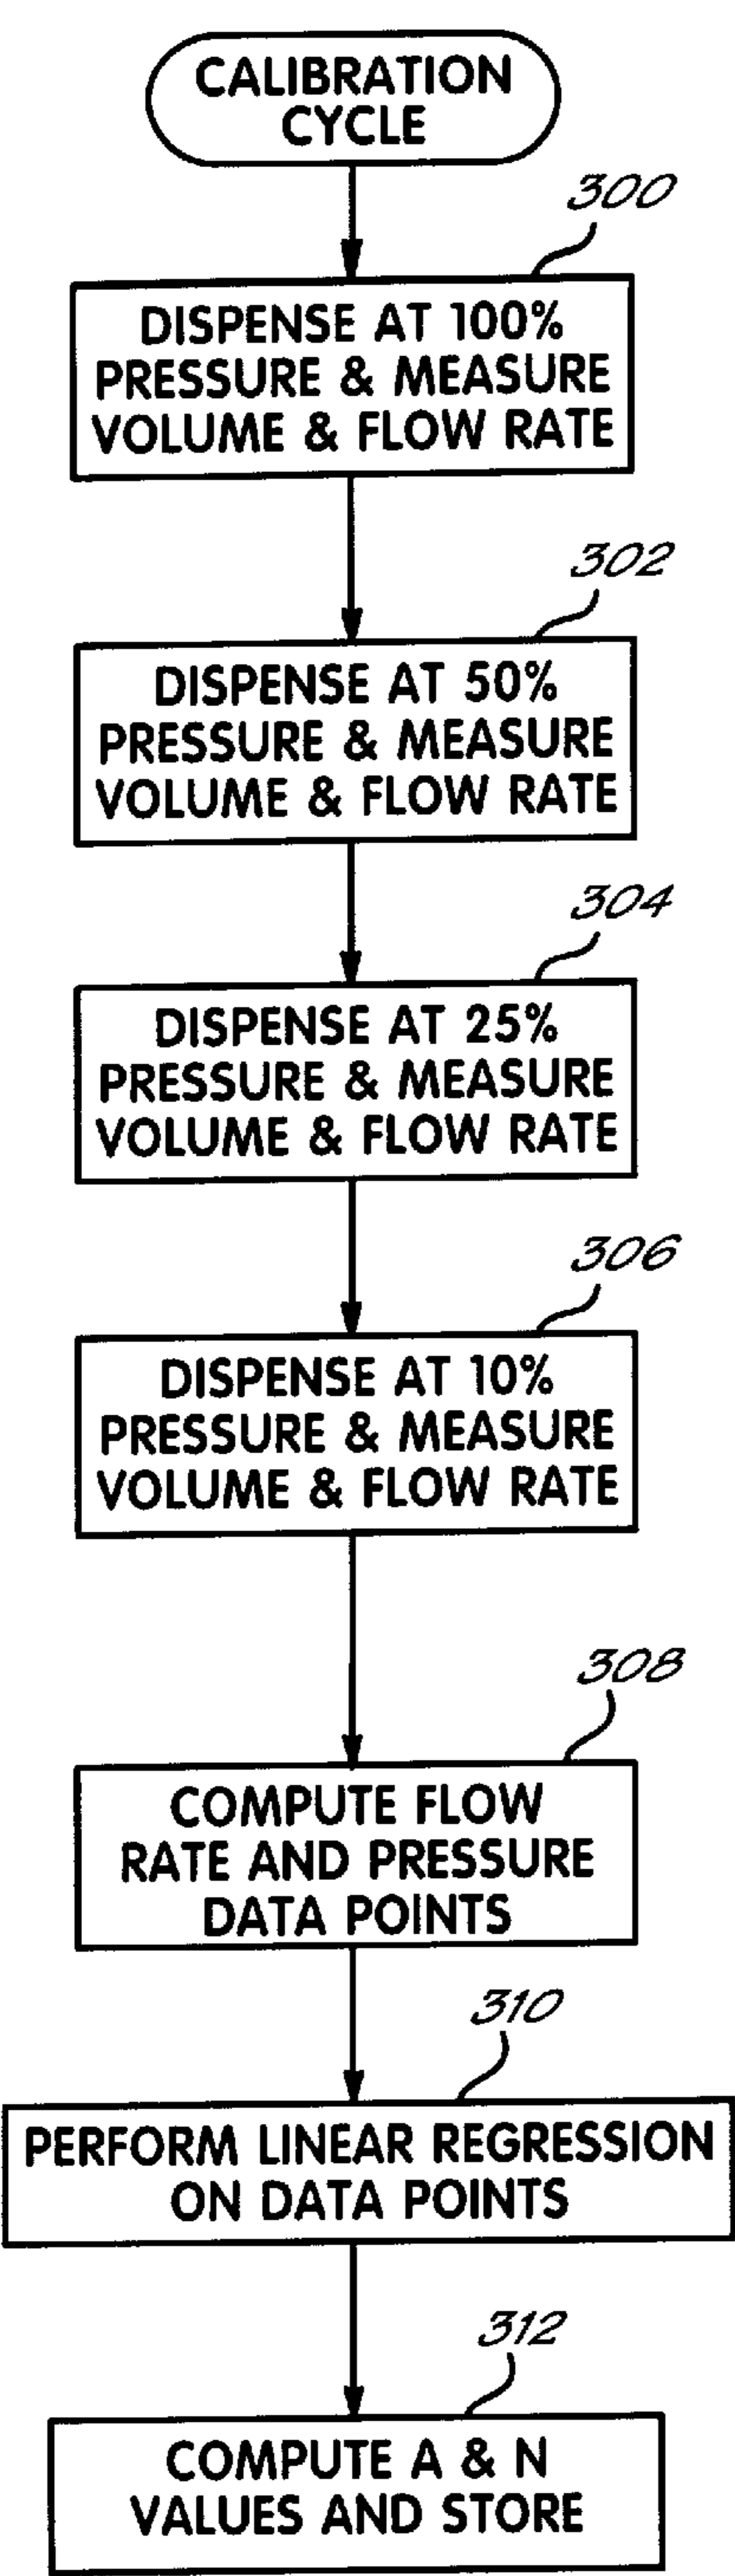 CALIBRATION
CYCLE
300
DISPENSE AT 100%
PRESSURE & MEASURE
VOLUME & FLOW RATE
302
DISPENSE AT 50%
PRESSURE & MEASURE
VOLUME & FLOW RATE
304
DISPENSE AT 25%
PRESSURE & MEASURE
VOLUME & FLOW RATE
306
DISPENSE AT 10%
PRESSURE & MEASURE
VOLUME & FLOW RATE
308
COMPUTE FLOW
RATE AND PRESSURE
DATA POINTS
310
PERFORM LINEAR REGRESSION
ON DATA POINTS
312
COMPUTE A & N
VALUES AND STORE